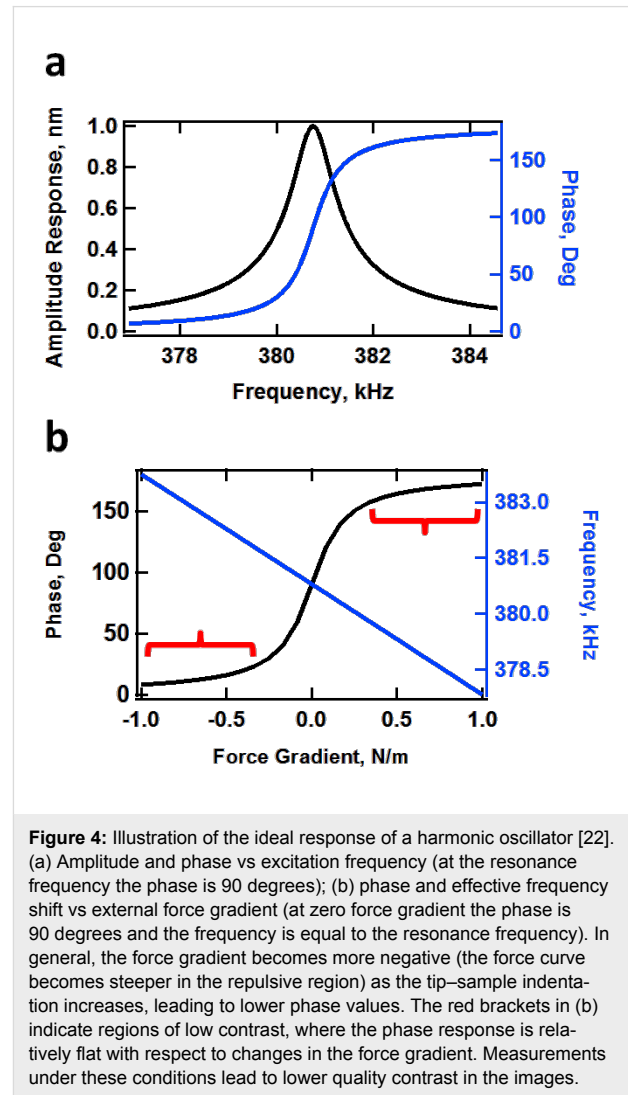 a
1.0
0.8
0.6
0.4
0.2
0.0
Amplitude Response, nm
150
100
50
0
Phase, Deg
378 380 382 384
Frequency, kHz
b
150
100
50
0
Phase, Deg
383.0
381.5
380.0
378.5
Frequency, kHz
-1.0 -0.5 0.0 0.5 1.0
Force Gradient, N/m
Figure 4: Illustration of the ideal response of a harmonic oscillator [22].
(a) Amplitude and phase vs excitation frequency (at the resonance
frequency the phase is 90 degrees); (b) phase and effective frequency
shift vs external force gradient (at zero force gradient the phase is
90 degrees and the frequency is equal to the resonance frequency). In
general, the force gradient becomes more negative (the force curve
becomes steeper in the repulsive region) as the tip–sample indenta-
tion increases, leading to lower phase values. The red brackets in (b)
indicate regions of low contrast, where the phase response is rela-
tively flat with respect to changes in the force gradient. Measurements
under these conditions lead to lower quality contrast in the images.